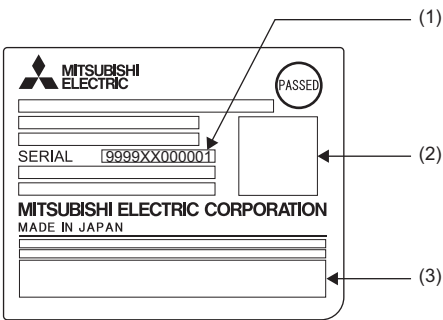 (1)
MITSUBISHI
ELECTRIC
PASSED
SERIAL 9999XX000001
(2)
MITSUBISHI ELECTRIC CORPORATION
MADE IN JAPAN
(3)